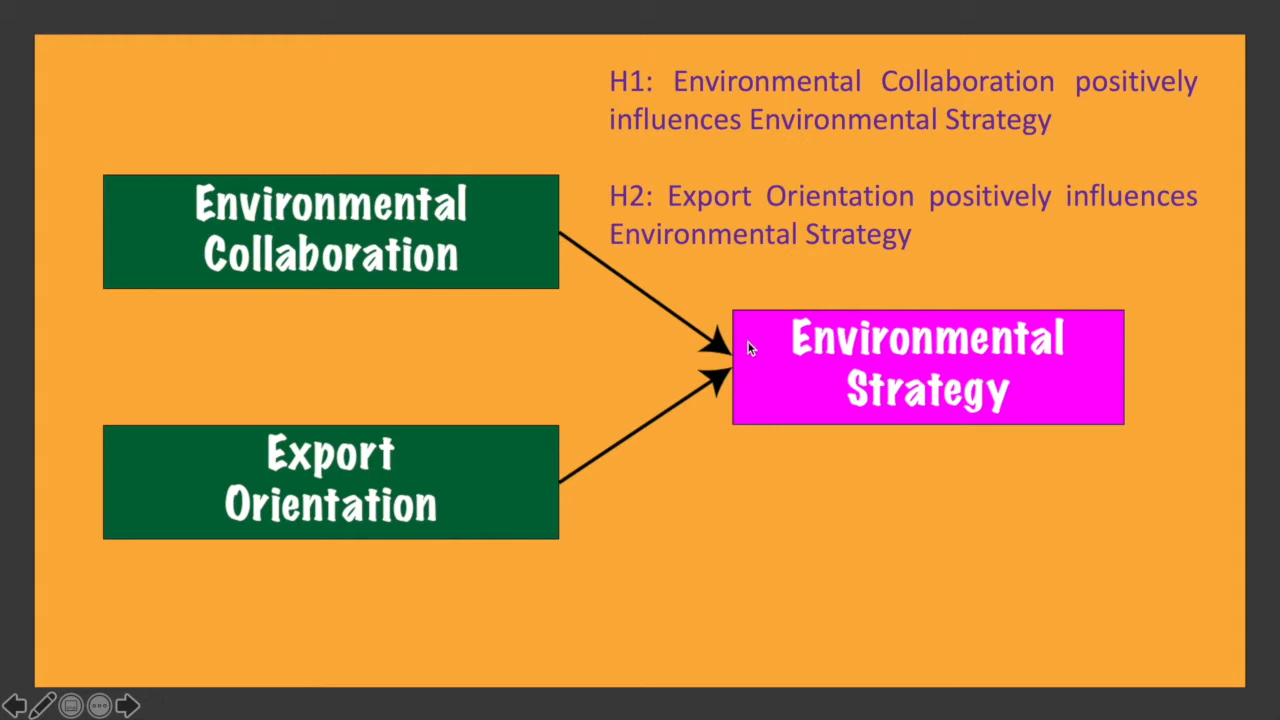 H1: Environmental Collaboration positively
influences Environmental Strategy
H2: Export Orientation positively influences
Environmental Strategy
Environmental
Collaboration
Environmental
Strategy
Export
Orientation